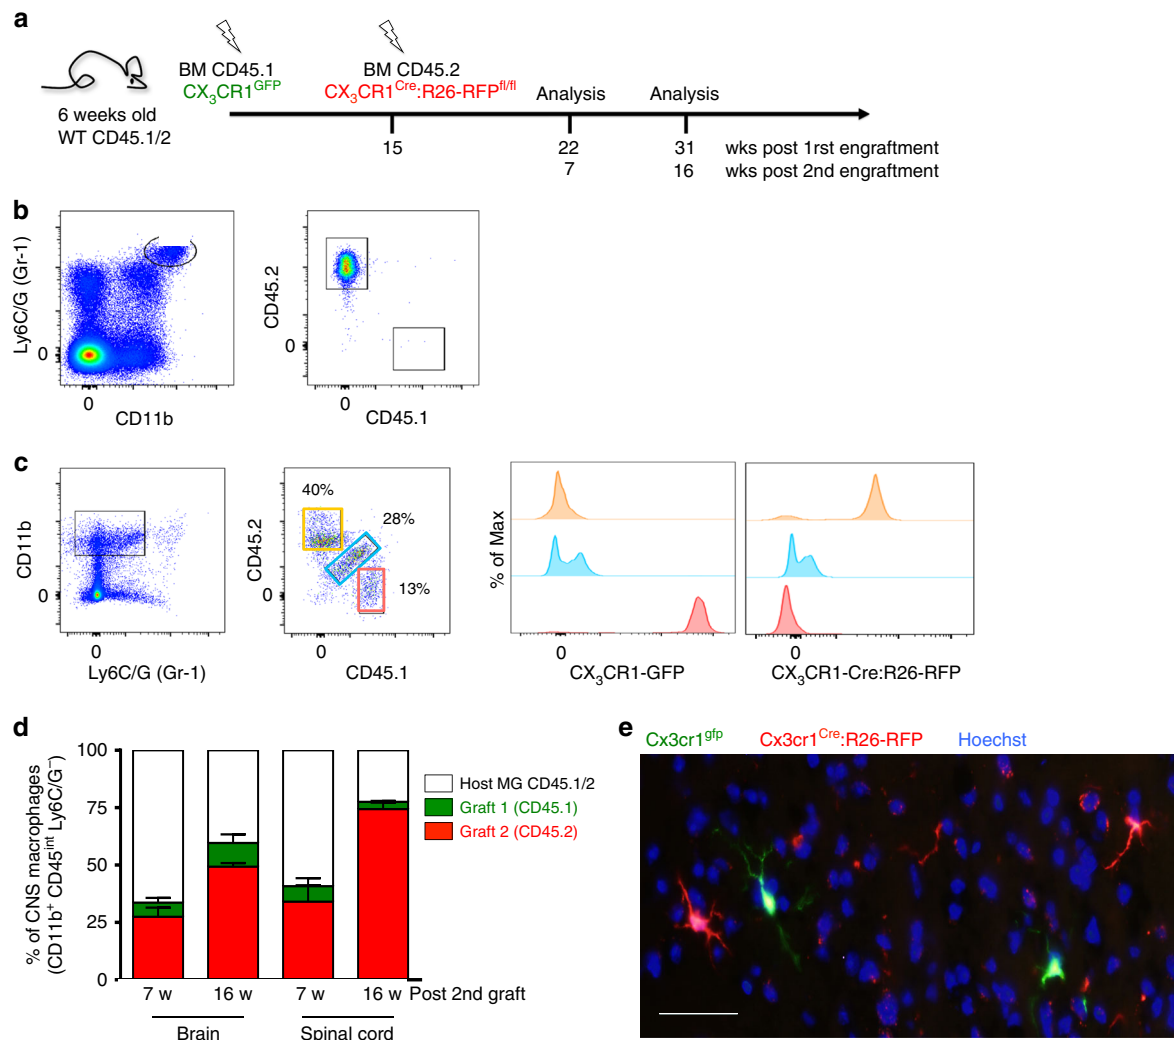 a
BM CD45.1
CX3CR1GFP
BM CD45.2
CX3CR1Cre:R26-RFPfl/fl
Analysis
Analysis
6 weeks old
WT CD45.1/2
15
22
31
wks post 1rst engraftment
7
16
wks post 2nd engraftment
b
Ly6C/G (Gr-1)
0
0
CD11b
CD45.2
0
0
CD45.1
c
CD11b
0
0
Ly6C/G (Gr-1)
CD45.2
40%
28%
13%
0
0
CD45.1
% of Max
0
CX3CR1-GFP
0
CX3CR1-Cre:R26-RFP
d
% of CNS macrophages
(CD11b+ CD45int Ly6C/G–)
100
75
50
25
0
Host MG CD45.1/2
Graft 1 (CD45.1)
Graft 2 (CD45.2)
7 w
16 w
7 w
16 w
Post 2nd graft
Brain
Spinal cord
e
Cx3cr1gfp
Cx3cr1Cre:R26-RFP
Hoechst